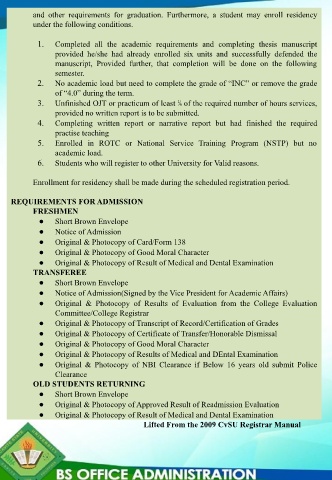 and other requirements for graduation. Furthermore, a student may enroll residency
under the following conditions.
1. Completed all the academic requirements and completing thesis manuscript
provided he/she had already enrolled six units and successfully defended the
manuscript, Provided further, that completion will be done on the following
semester.
2. No academic load but need to complete the grade of “INC” or remove the grade
of “4.0” during the term.
3. Unfinished OJT or practicum of least ¾ of the required number of hours services,
provided no written report is to be submitted.
4. Completing written report or narrative report but had finished the required
practise teaching
5. Enrolled in ROTC or National Service Training Program (NSTP) but no
academic load.
6. Students who will register to other University for Valid reasons.
Enrollment for residency shall be made during the scheduled registration period.
REQUIREMENTS FOR ADMISSION
FRESHMEN
● Short Brown Envelope
● Notice of Admission
● Original & Photocopy of Card/Form 138
● Original & Photocopy of Good Moral Character
● Original & Photocopy of Result of Medical and Dental Examination
TRANSFEREE
● Short Brown Envelope
● Notice of Admission(Signed by the Vice President for Academic Affairs)
● Original & Photocopy of Results of Evaluation from the College Evaluation
Committee/College Registrar
● Original & Photocopy of Transcript of Record/Certification of Grades
● Original & Photocopy of Certificate of Transfer/Honorable Dismissal
● Original & Photocopy of Good Moral Character
● Original & Photocopy of Results of Medical and DEntal Examination
● Original & Photocopy of NBI Clearance if Below 16 years old submit Police
Clearance
OLD STUDENTS RETURNING
● Short Brown Envelope
● Original & Photocopy of Approved Result of Readmission Evaluation
● Original & Photocopy of Result of Medical and Dental Examination
Lifted From the 2009 CvSU Registrar Manual
BS OFFICE ADMINISTRATION